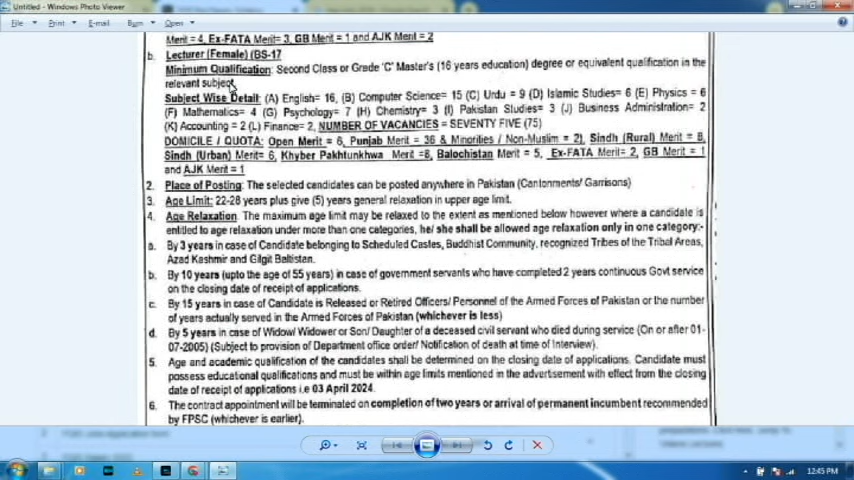 Untitled - Windows Photo Viewer
File Print E-mail Burn Open
Merit = 4, Ex-FATA Merit= 3, GB Merit = 1 and AJK Merit = 2
b. Lecturer (Female) (BS-17
Minimum Qualification: Second Class or Grade 'C' Master's (16 years education) degree or equivalent qualification in the
relevant subject.
Subject Wise Detail: (A) English= 16, (B) Computer Science= 15 (C) Urdu = 9 (D) Islamic Studies= 6 (E) Physics = 6
(F) Mathematics= 4 (G) Psychology= 7 (H) Chemistry= 3 (I) Pakistan Studies= 3 (J) Business Administration= 2
(K) Accounting = 2 (L) Finance= 2, NUMBER OF VACANCIES = SEVENTY FIVE (75)
DOMICILE / QUOTA: Open Merit = 6, Punjab Merit = 36 & Minorities / Non-Muslim = 2), Sindh (Rural) Merit = 8,
Sindh (Urban) Merit= 6, Khyber Pakhtunkhwa Merit =8, Balochistan Merit = 5, Ex-FATA Merit= 2, GB Merit = 1
and AJK Merit = 1
2. Place of Posting: The selected candidates can be posted anywhere in Pakistan (Cantonments/ Garrisons)
3. Age Limit: 22-28 years plus give (5) years general relaxation in upper age limit.
4. Age Relaxation. The maximum age limit may be relaxed to the extent as mentioned below however where a candidate is
entitled to age relaxation under more than one categories, he/ she shall be allowed age relaxation only in one category:-
a. By 3 years in case of Candidate belonging to Scheduled Castes, Buddhist Community, recognized Tribes of the Tribal Areas,
Azad Kashmir and Gilgit Baltistan.
b. By 10 years (upto the age of 55 years) in case of government servants who have completed 2 years continuous Govt service
on the closing date of receipt of applications.
c. By 15 years in case of Candidate is Released or Retired Officers/ Personnel of the Armed Forces of Pakistan or the number
of years actually served in the Armed Forces of Pakistan (whichever is less)
d. By 5 years in case of Widow/ Widower or Son/ Daughter of a deceased civil servant who died during service (On or after 01-
07-2005) (Subject to provision of Department office order/ Notification of death at time of Interview).
5. Age and academic qualification of the candidates shall be determined on the closing date of applications. Candidate must
possess educational qualifications and must be within age limits mentioned in the advertisement with effect from the closing
date of receipt of applications i.e 03 April 2024.
6. The contract appointment will be terminated on completion of two years or arrival of permanent incumbent recommended
by FPSC (whichever is earlier).
12:45 PM